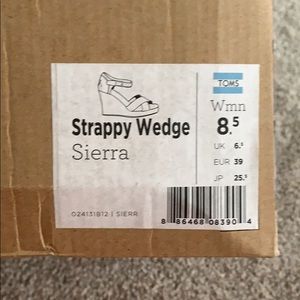 TOMS
Wmn
Strappy Wedge
8.5
Sierra
UK 6.5
EUR 39
JP 25.5
024131B12 | SIERR
8 86468 08390 4